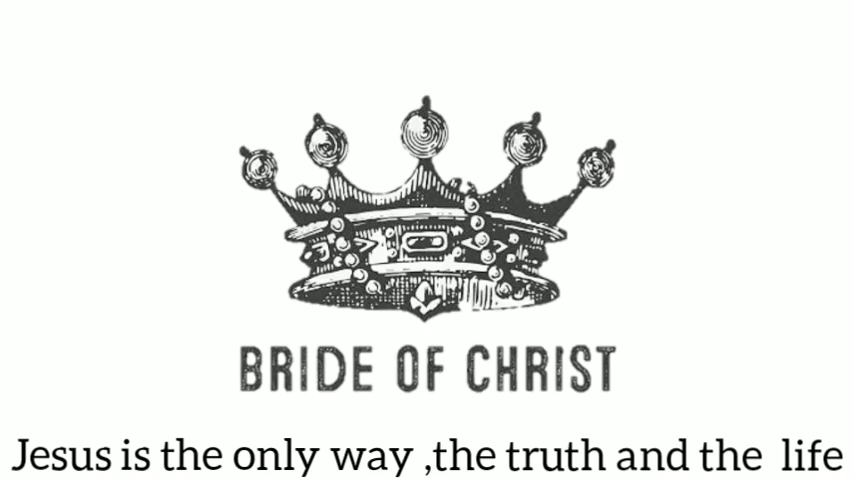 BRIDE OF CHRIST
Jesus is the only way ,the truth and the  life